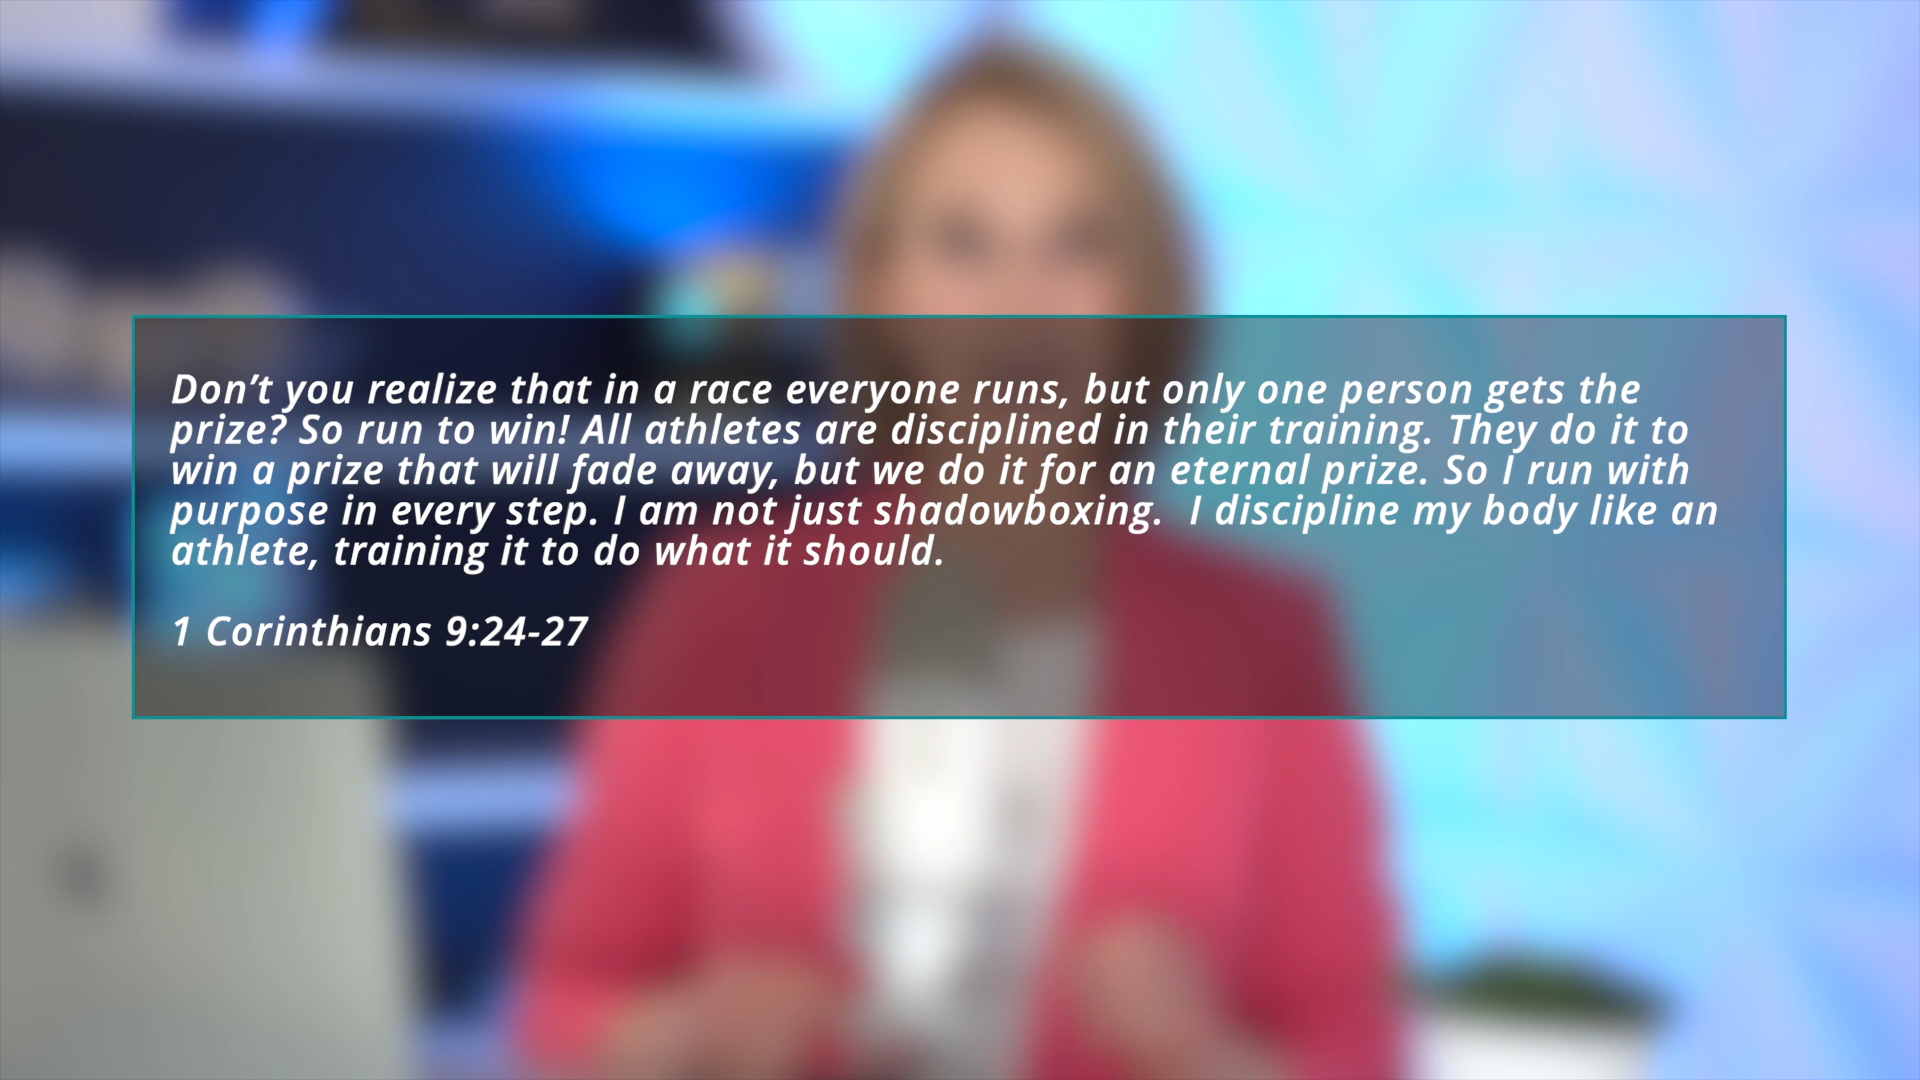 Don’t you realize that in a race everyone runs, but only one person gets the
prize? So run to win! All athletes are disciplined in their training. They do it to
win a prize that will fade away, but we do it for an eternal prize. So I run with
purpose in every step. I am not just shadowboxing.  I discipline my body like an
athlete, training it to do what it should.
1 Corinthians 9:24-27